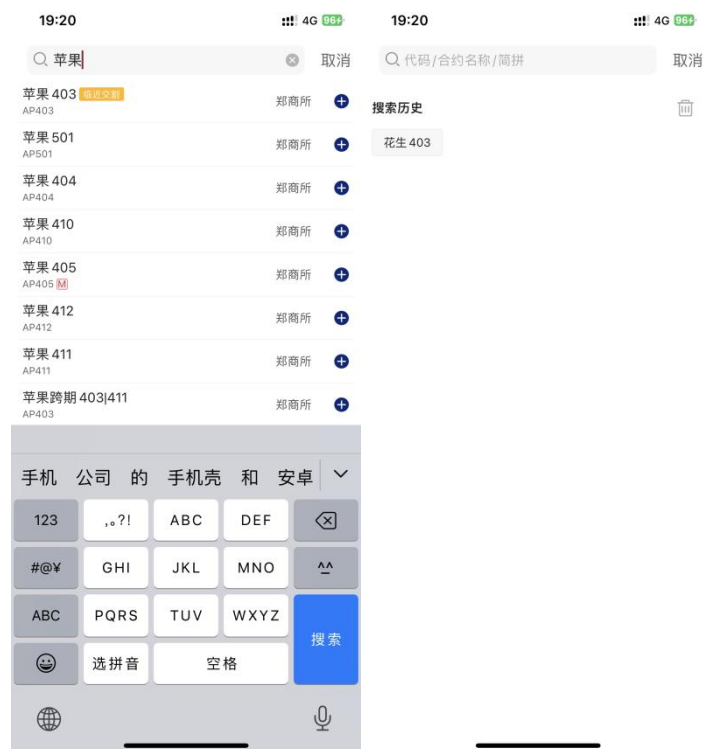 19:20
4G 96
苹果
取消
苹果 403 临近交割
AP403
郑商所
苹果 501
AP501
郑商所
苹果 404
AP404
郑商所
苹果 410
AP410
郑商所
苹果 405
AP405 M
郑商所
苹果 412
AP412
郑商所
苹果 411
AP411
郑商所
苹果跨期 403|411
AP403
郑商所
手机 公司 的 手机壳 和 安卓
123 ,。?! ABC DEF
#@¥ GHI JKL MNO ^^
ABC PQRS TUV WXYZ
搜索
选拼音 空格
19:20
4G 96
代码/合约名称/简拼
取消
搜索历史
花生 403